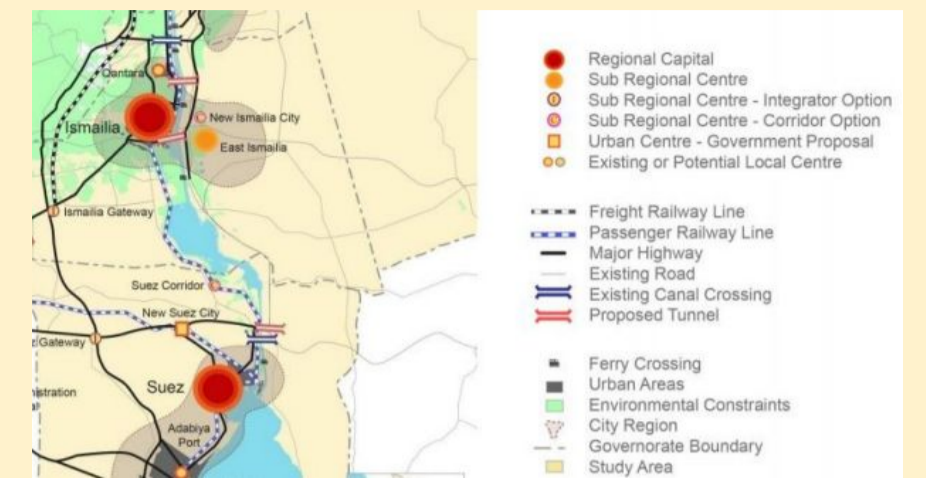 Qantara
Ismailia
New Ismailia City
East Ismailia
Ismailia Gateway
Suez Corridor
New Suez City
Gateway
Suez
Adabiya
Port
Regional Capital
Sub Regional Centre
Sub Regional Centre - Integrator Option
Sub Regional Centre - Corridor Option
Urban Centre - Government Proposal
Existing or Potential Local Centre
Freight Railway Line
Passenger Railway Line
Major Highway
Existing Road
Existing Canal Crossing
Proposed Tunnel
Ferry Crossing
Urban Areas
Environmental Constraints
City Region
Governorate Boundary
Study Area